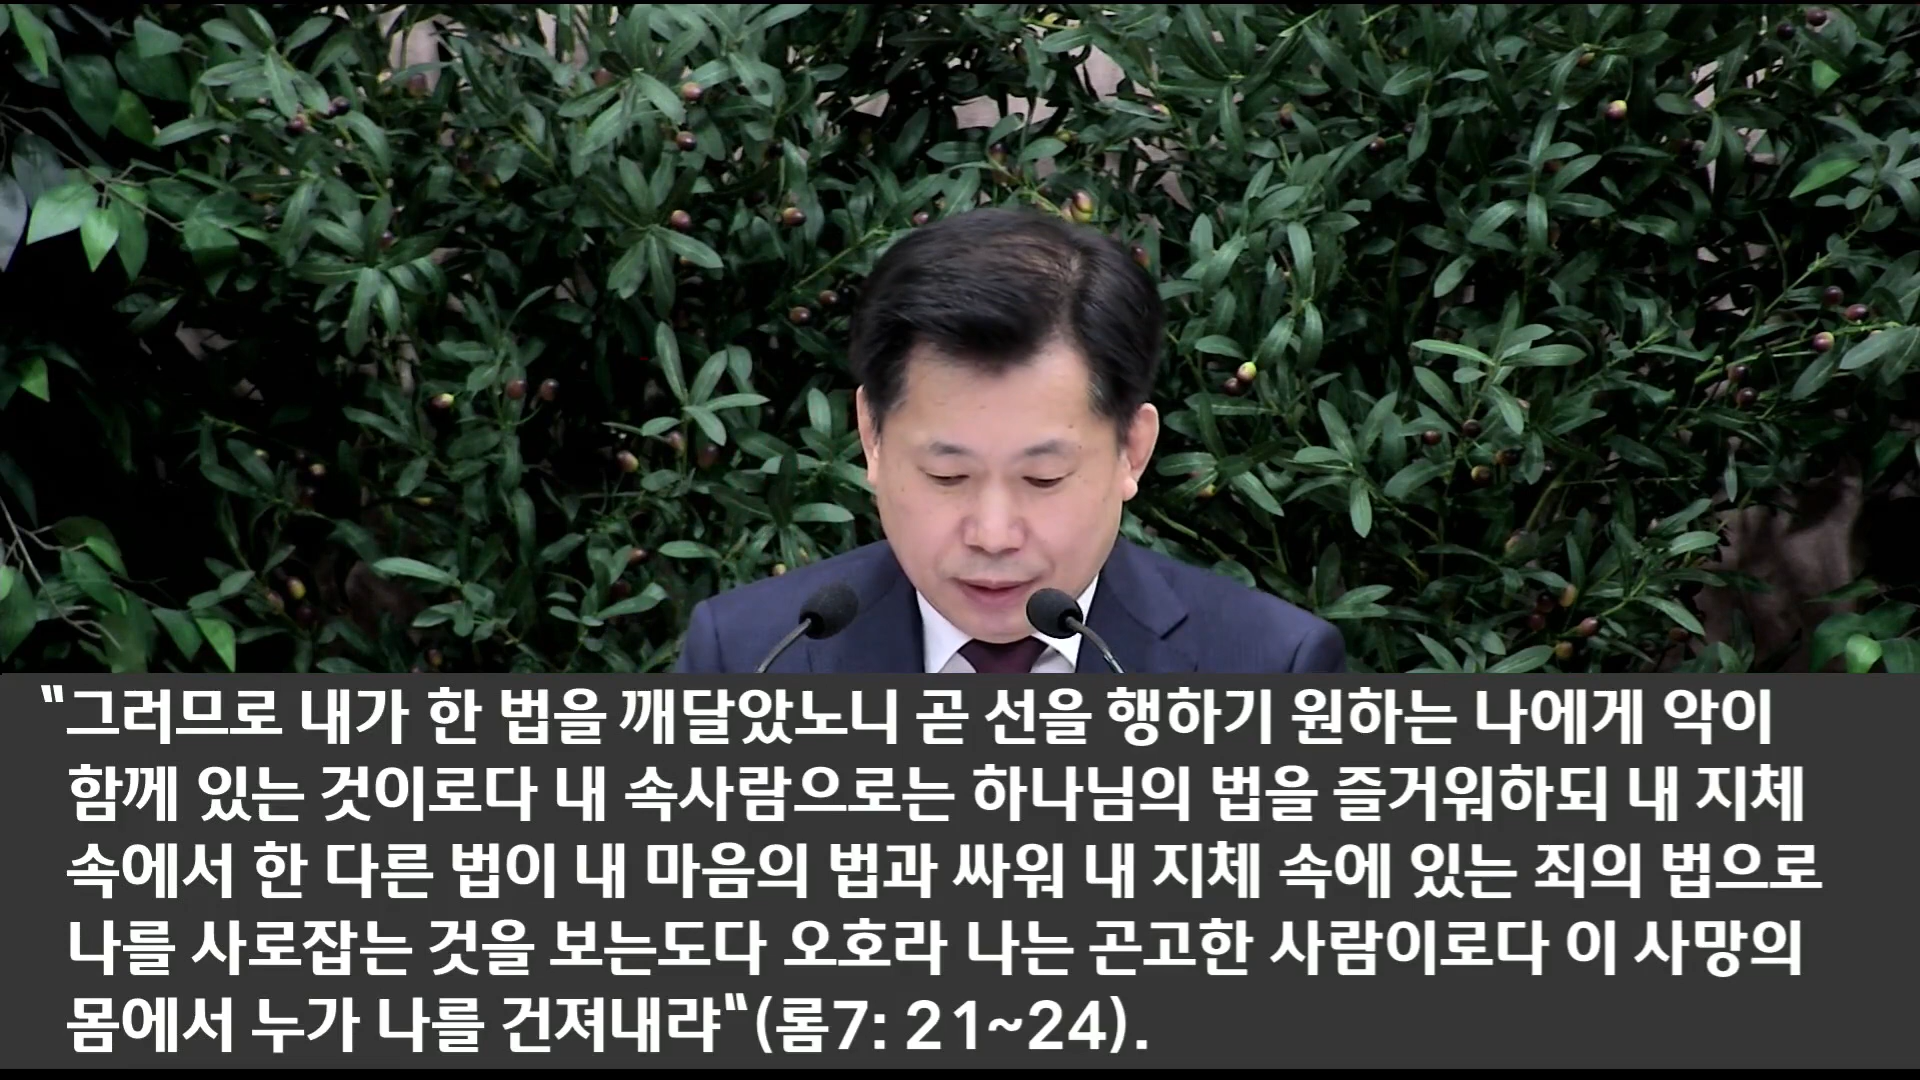 “그러므로 내가 한 법을 깨달았노니 곧 선을 행하기 원하는 나에게 악이
함께 있는 것이로다 내 속사람으로는 하나님의 법을 즐거워하되 내 지체
속에서 한 다른 법이 내 마음의 법과 싸워 내 지체 속에 있는 죄의 법으로
나를 사로잡는 것을 보는도다 오호라 나는 곤고한 사람이로다 이 사망의
몸에서 누가 나를 건져내랴“(롬7: 21~24).